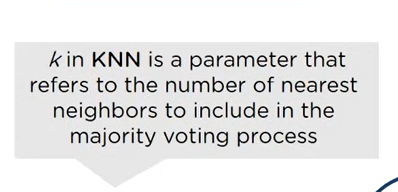 k in KNN is a parameter that
refers to the number of nearest
neighbors to include in the
majority voting process